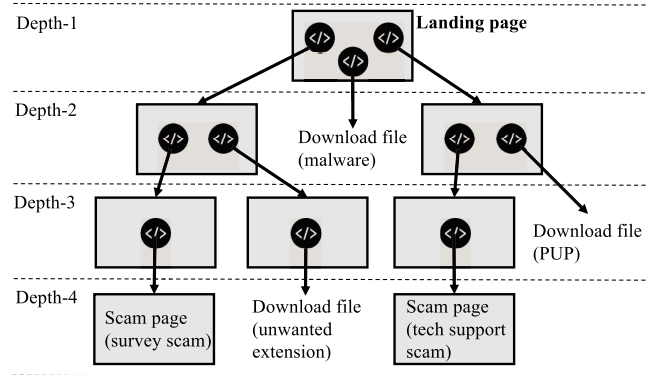 Depth-1
Landing page
</>
</>
</>
Depth-2
</>
</>
Download file
(malware)
</>
</>
Depth-3
</>
</>
</>
Download file
(PUP)
Depth-4
Scam page
(survey scam)
Download file
(unwanted
extension)
Scam page
(tech support
scam)